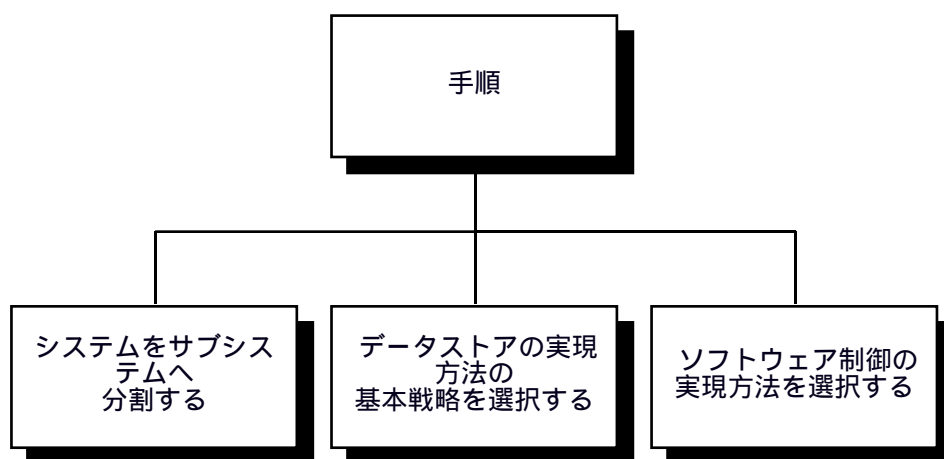 手順
システムをサブシス
テムへ
分割する
データストアの実現
方法の
基本戦略を選択する
ソフトウェア制御の
実現方法を選択する